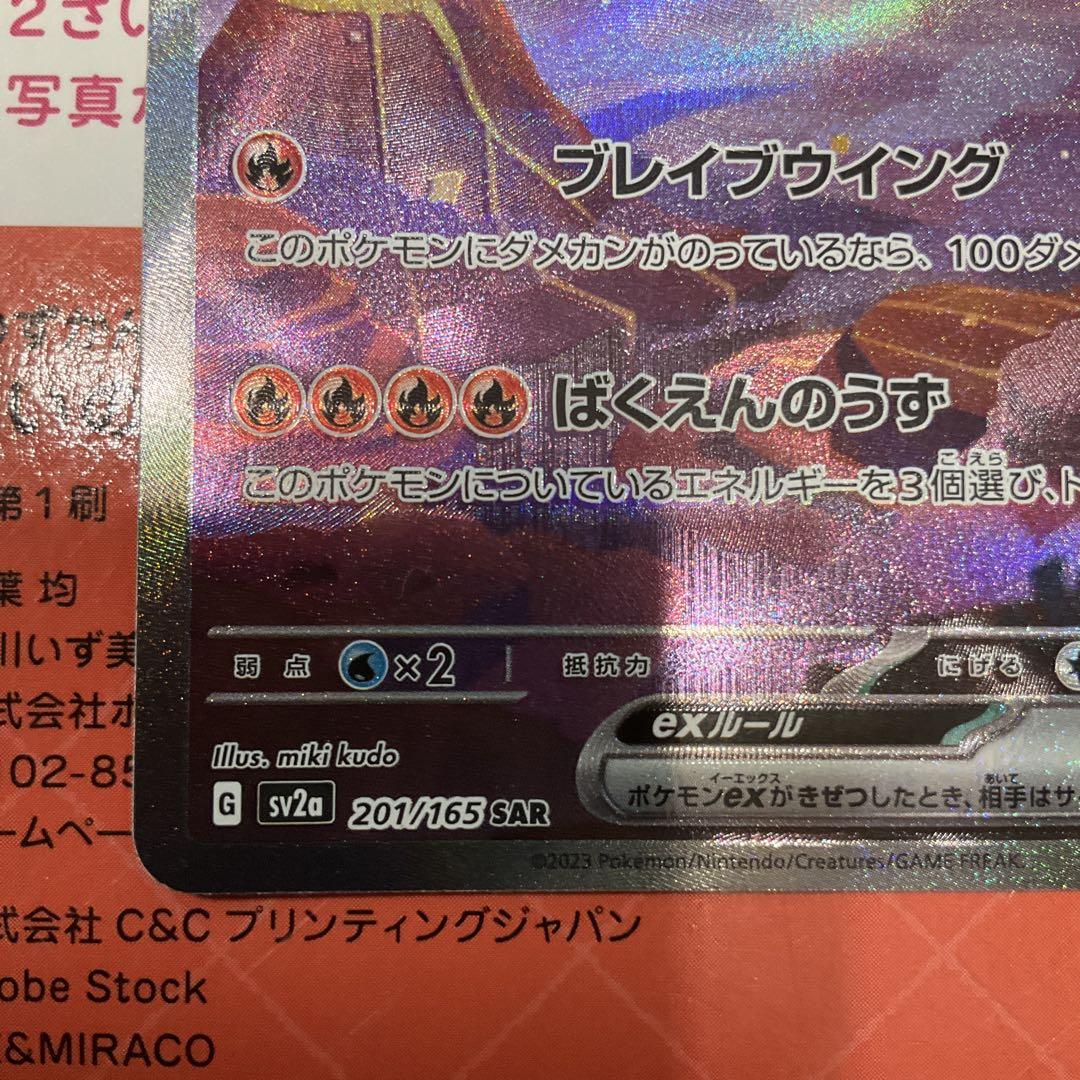 2さい
写真
ブレイブウイング
このポケモンにダメカンがのっているなら、100ダメ
ばくえんのうず
このポケモンについているエネルギーを3個選び、ト
こ えら
第1刷
葉 均
川いず美
弱点 ×2 抵抗力 にげる
式会社ホ
exルール
Illus. miki kudo
02-85
イーエックス あいて
ポケモンexがきぜつしたとき、相手はサ
G sv2a 201/165 SAR
ームペー
©2023 Pokémon/Nintendo/Creatures/GAME FREAK.
式会社 C&C プリンティングジャパン
obe Stock
&MIRACO